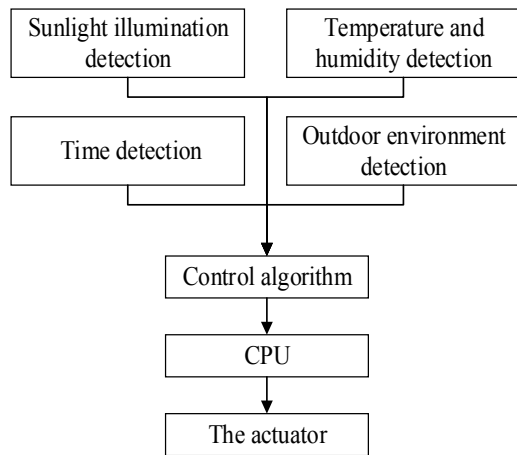 Sunlight illumination
detection
Temperature and
humidity detection
Time detection
Outdoor environment
detection
Control algorithm
CPU
The actuator